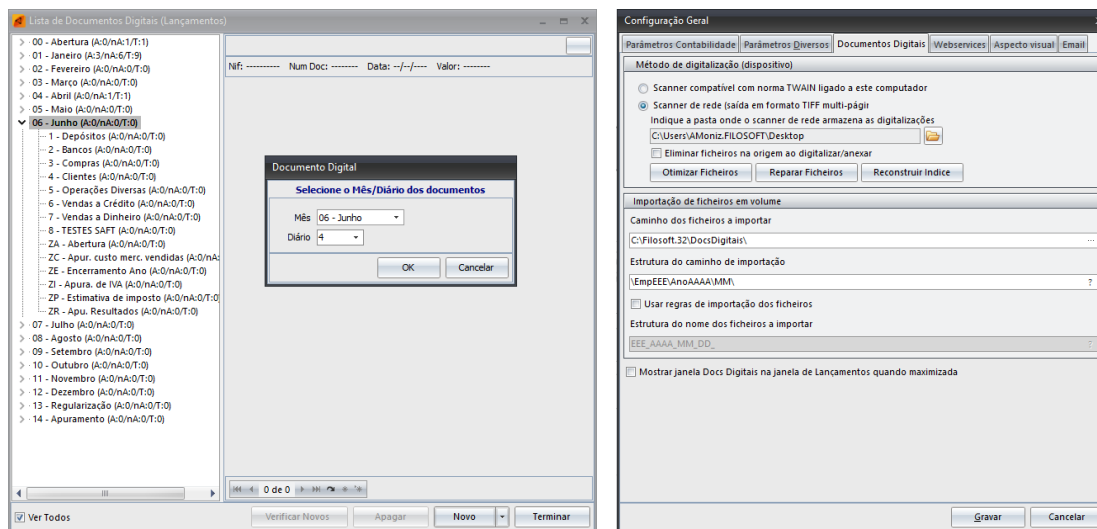 Lista de Documentos Digitais (Lançamentos)
00 - Abertura (A:0/nA:1/T:1)
01 - Janeiro (A:3/nA:6/T:9)
02 - Fevereiro (A:0/nA:0/T:0)
03 - Março (A:0/nA:0/T:0)
04 - Abril (A:0/nA:1/T:1)
05 - Maio (A:0/nA:0/T:0)
06 - Junho (A:0/nA:0/T:0)
1 - Depósitos (A:0/nA:0/T:0)
2 - Bancos (A:0/nA:0/T:0)
3 - Compras (A:0/nA:0/T:0)
4 - Clientes (A:0/nA:0/T:0)
5 - Operações Diversas (A:0/nA:0/T:0)
6 - Vendas a Crédito (A:0/nA:0/T:0)
7 - Vendas a Dinheiro (A:0/nA:0/T:0)
8 - TESTES SAFT (A:0/nA:0/T:0)
ZA - Abertura (A:0/nA:0/T:0)
ZC - Apur. custo merc. vendidas (A:0/nA:
ZE - Encerramento Ano (A:0/nA:0/T:0)
ZI - Apura. de IVA (A:0/nA:0/T:0)
ZP - Estimativa de imposto (A:0/nA:0/T:0
ZR - Apu. Resultados (A:0/nA:0/T:0)
07 - Julho (A:0/nA:0/T:0)
08 - Agosto (A:0/nA:0/T:0)
09 - Setembro (A:0/nA:0/T:0)
10 - Outubro (A:0/nA:0/T:0)
11 - Novembro (A:0/nA:0/T:0)
12 - Dezembro (A:0/nA:0/T:0)
13 - Regularização (A:0/nA:0/T:0)
14 - Apuramento (A:0/nA:0/T:0)
Nif: ---------- Num Doc: -------- Data: --/--/---- Valor: --------
Documento Digital
Selecione o Mês/Diário dos documentos
Mês 06 - Junho
Diário 4
OK Cancelar
0 de 0
Ver Todos Verificar Novos Apagar Novo Terminar
Configuração Geral
Parâmetros Contabilidade Parâmetros Diversos Documentos Digitais Webservices Aspecto visual Email
Método de digitalização (dispositivo)
Scanner compatível com norma TWAIN ligado a este computador
Scanner de rede (saída em formato TIFF multi-págir
Indique a pasta onde o scanner de rede armazena as digitalizações
C:\Users\AMoniz.FILOSOFT\Desktop
Eliminar ficheiros na origem ao digitalizar/anexar
Otimizar Ficheiros Reparar Ficheiros Reconstruir Indice
Importação de ficheiros em volume
Caminho dos ficheiros a importar
C:\Filosoft.32\DocsDigitais\ ...
Estrutura do caminho de importação
\EmpEEE\AnoAAAA\MM\ ?
Usar regras de importação dos ficheiros
Estrutura do nome dos ficheiros a importar
EEE_AAAA_MM_DD_ ?
Mostrar janela Docs Digitais na janela de Lançamentos quando maximizada
Gravar Cancelar